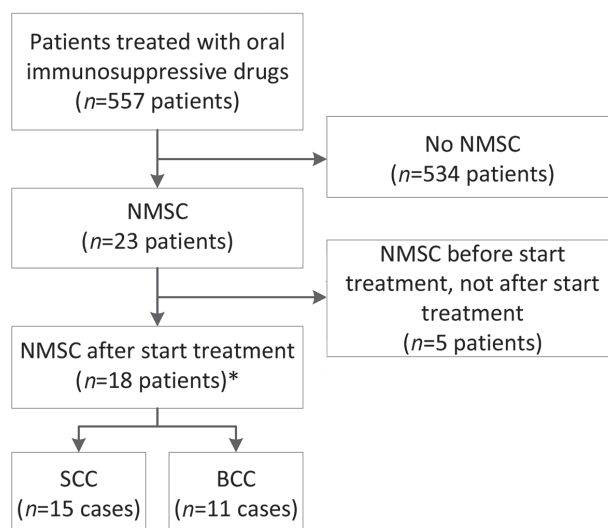 Patients treated with oral
immunosuppressive drugs
(n=557 patients)
No NMSC
(n=534 patients)
NMSC
(n=23 patients)
NMSC before start
treatment, not after start
treatment
(n=5 patients)
NMSC after start treatment
(n=18 patients)*
SCC
(n=15 cases)
BCC
(n=11 cases)